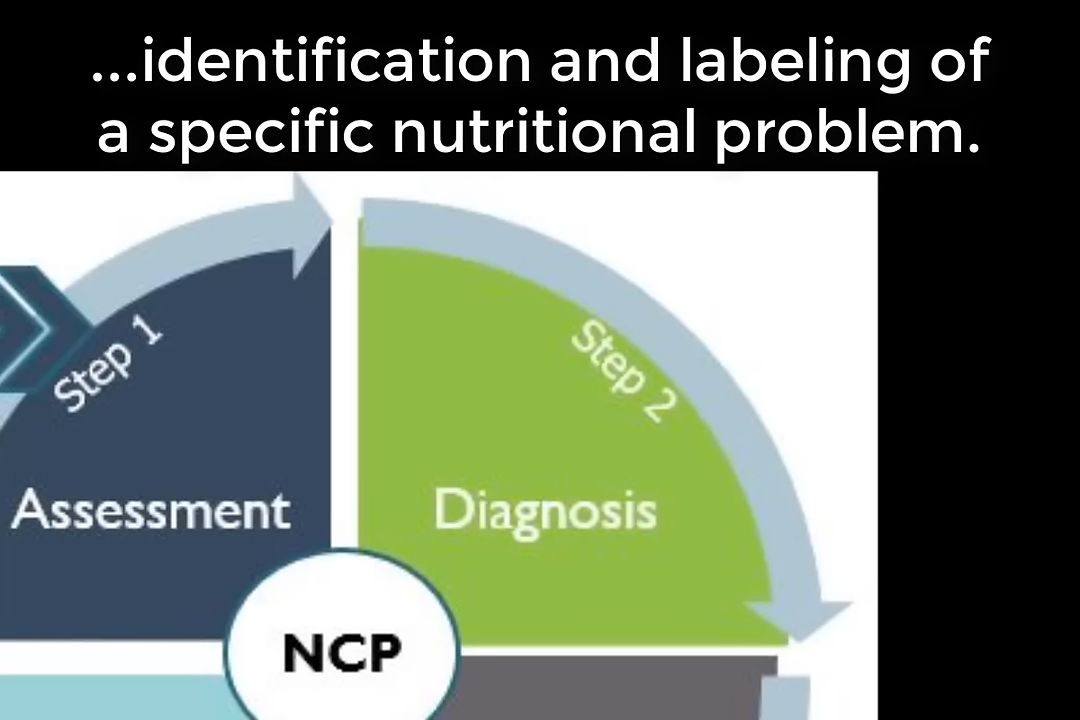 ...identification and labeling of
a specific nutritional problem.
Step 1
Step 2
Assessment
Diagnosis
NCP